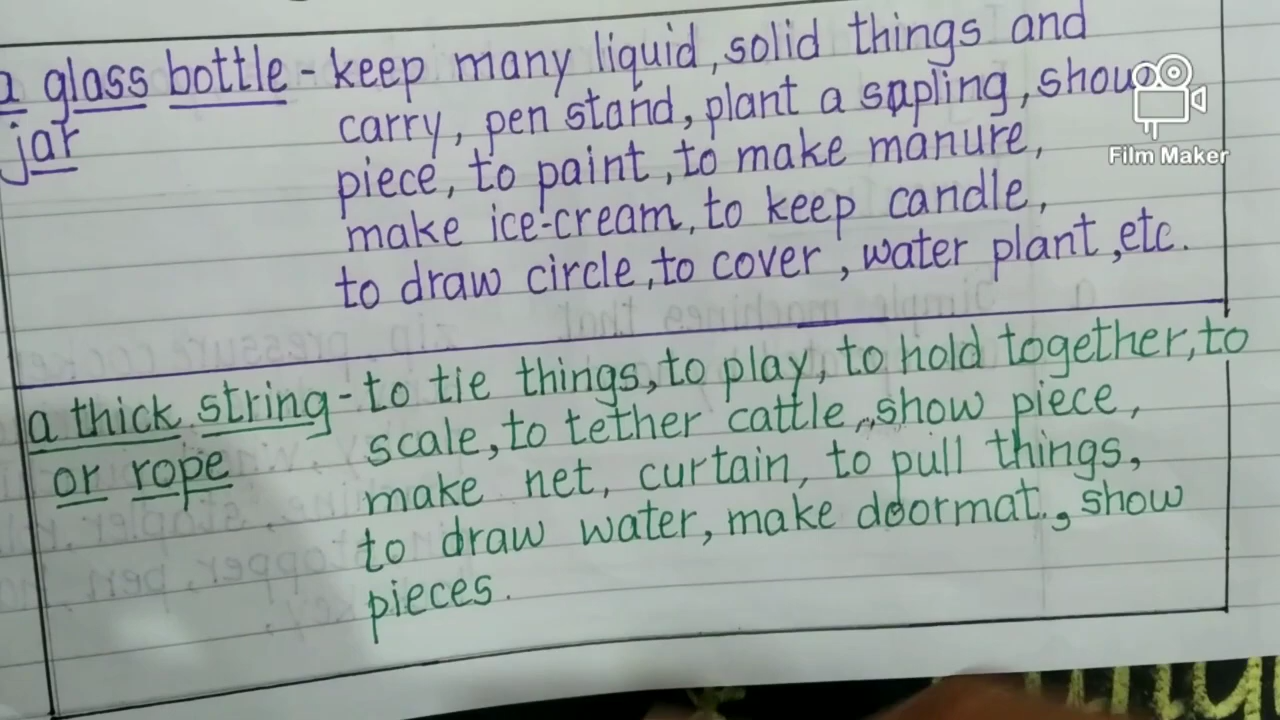 a glass bottle - keep many liquid, solid things and
jar carry, pen stand, plant a sapling, show
piece, to paint, to make manure,
make ice-cream, to keep candle,
to draw circle, to cover, water plant, etc.
a thick string - to tie things, to play, to hold together, to
or rope scale, to tether cattle, show piece,
make net, curtain, to pull things,
to draw water, make doormat, show
pieces.
Film Maker